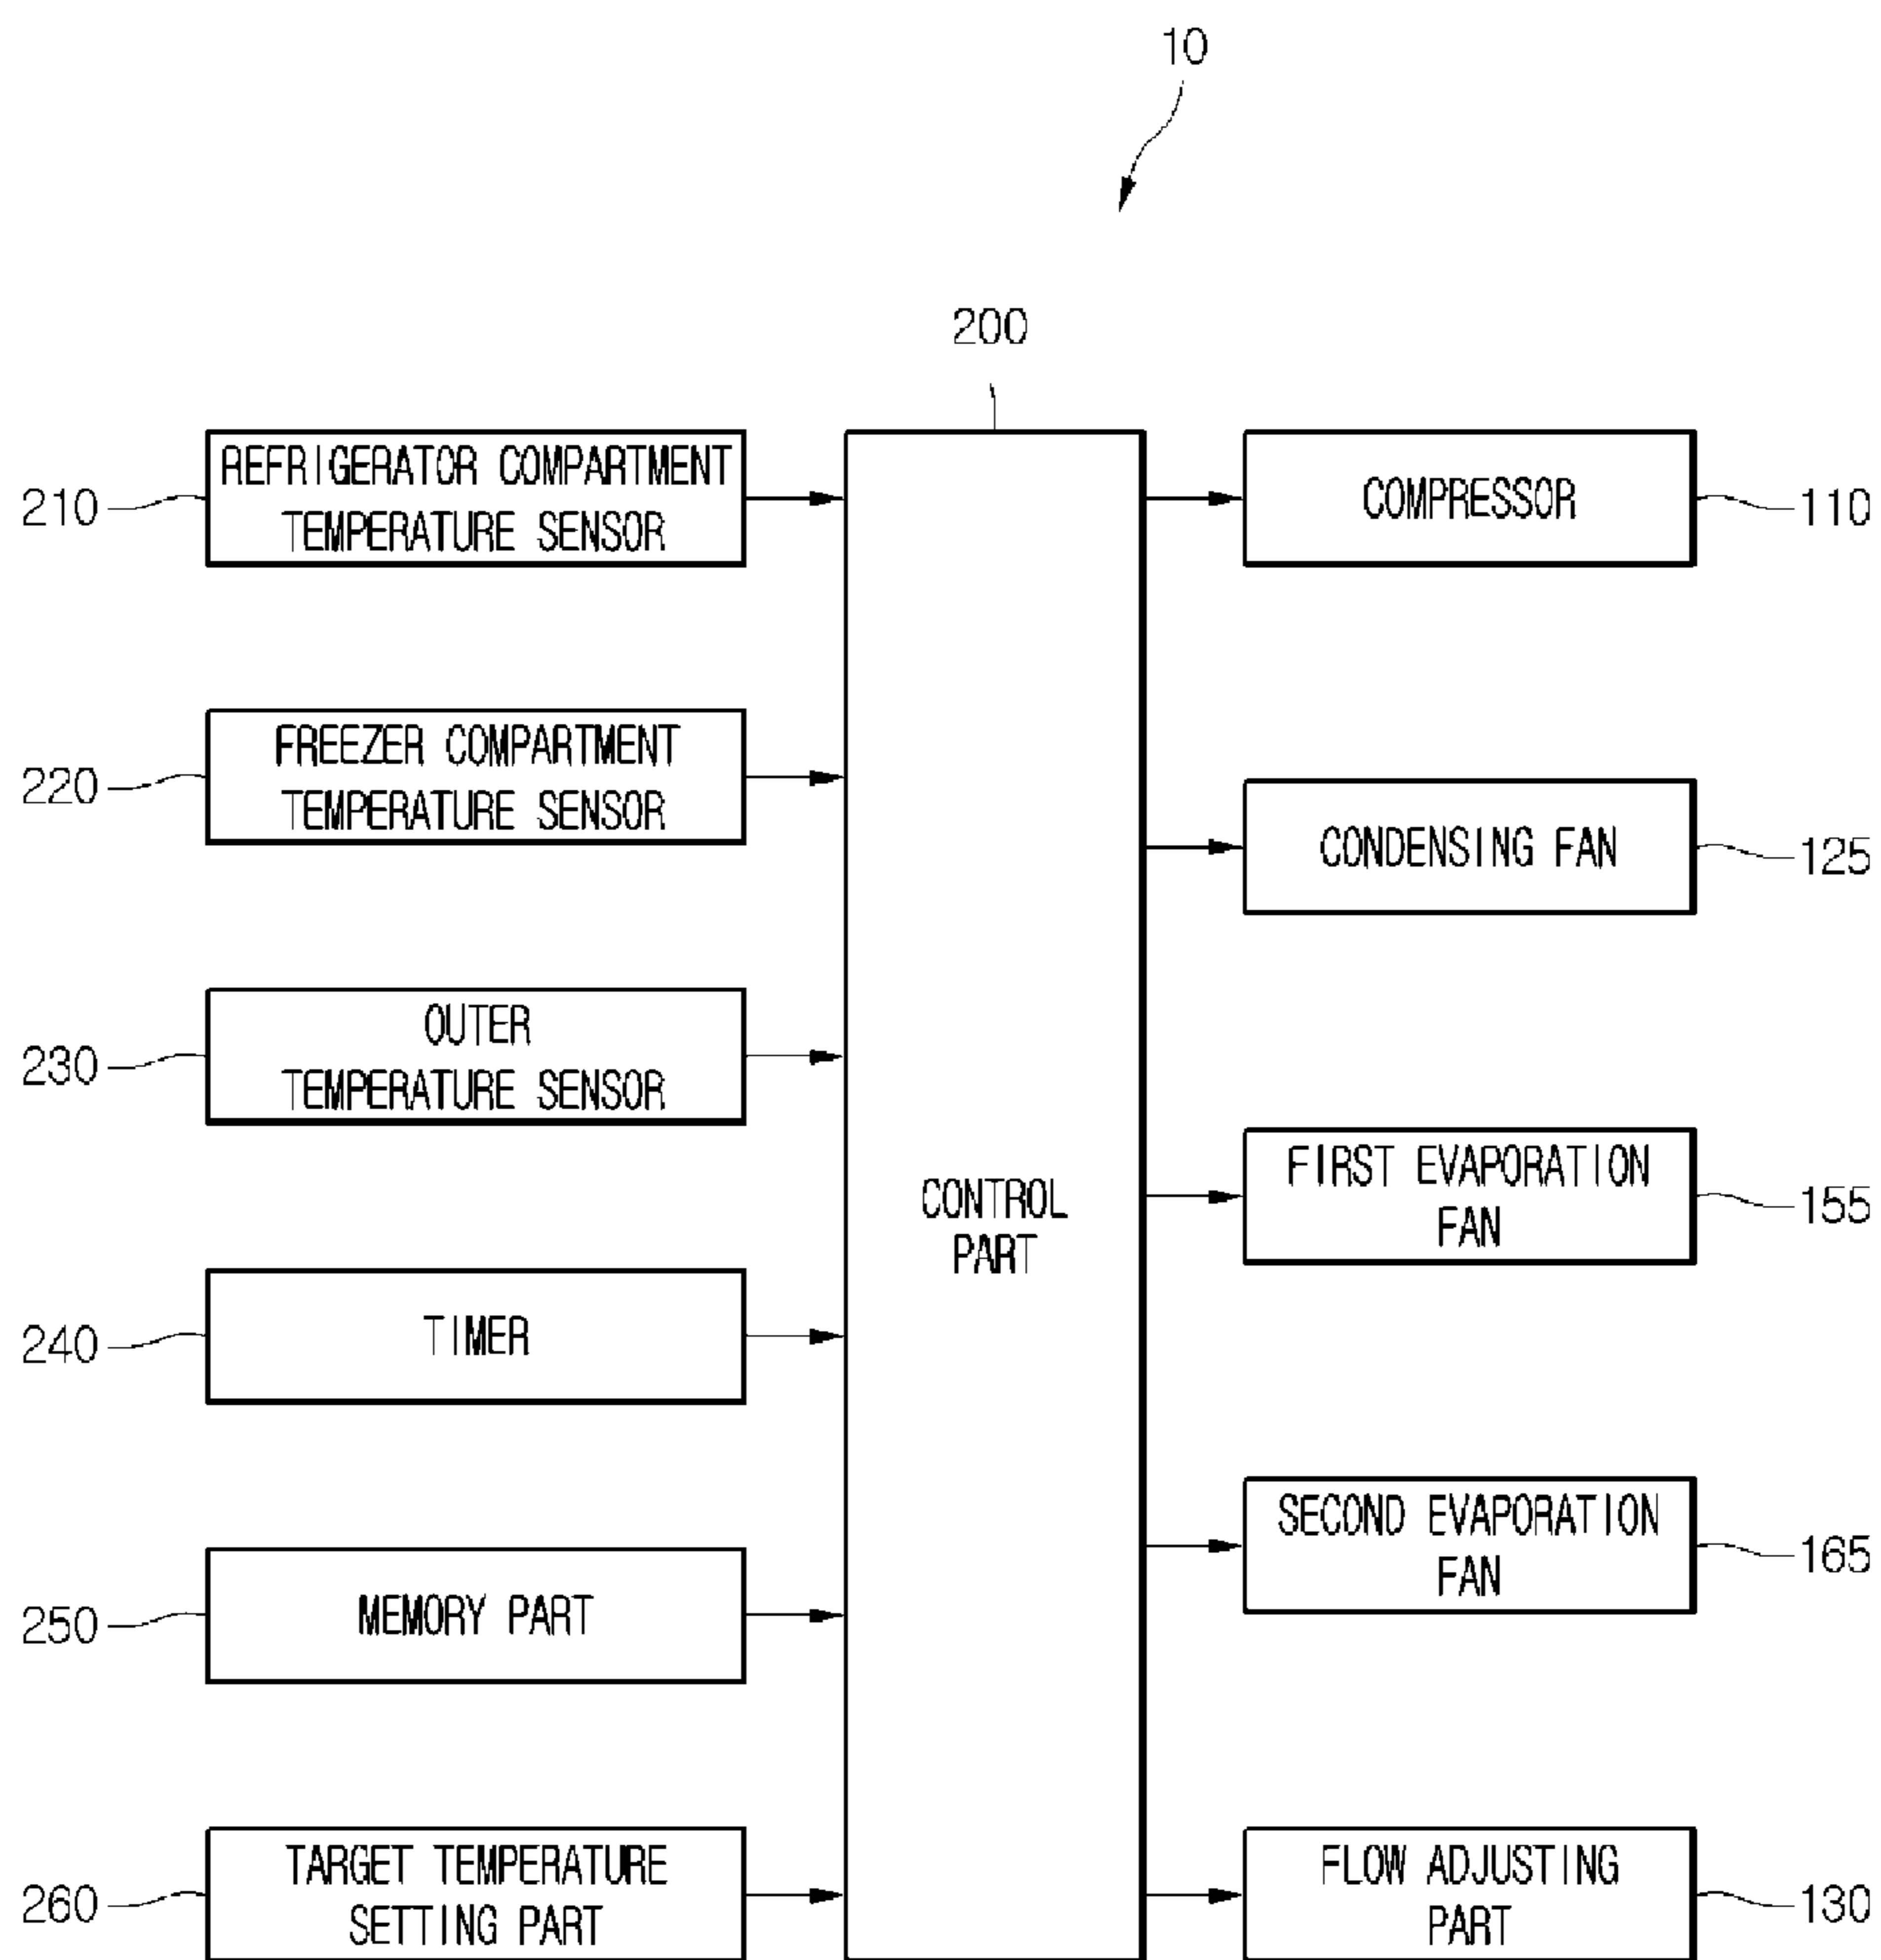 10
200
210
REFRIGERATOR COMPARTMENT
TEMPERATURE SENSOR
220
FREEZER COMPARTMENT
TEMPERATURE SENSOR
230
OUTER
TEMPERATURE SENSOR
240
TIMER
250
MEMORY PART
260
TARGET TEMPERATURE
SETTING PART
CONTROL
PART
COMPRESSOR
110
CONDENSING FAN
125
FIRST EVAPORATION
FAN
155
SECOND EVAPORATION
FAN
165
FLOW ADJUSTING
PART
130